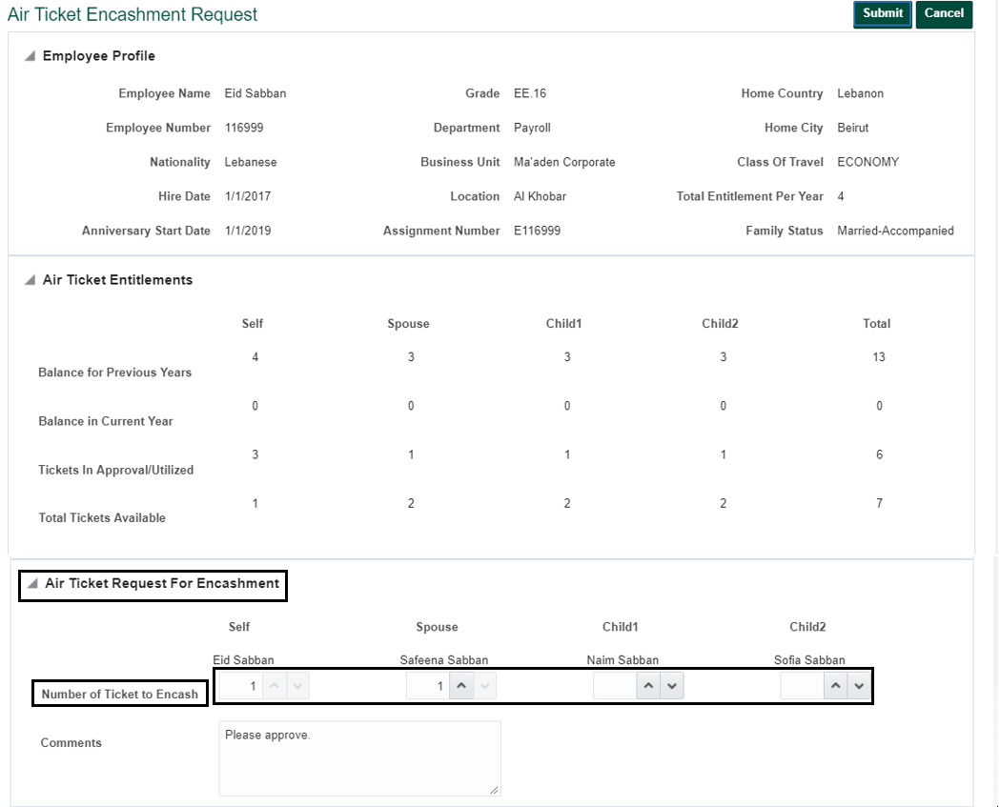 Air Ticket Encashment Request Submit Cancel
Employee Profile
Employee Name Eid Sabban Grade EE.16 Home Country Lebanon
Employee Number 116999 Department Payroll Home City Beirut
Nationality Lebanese Business Unit Ma'aden Corporate Class Of Travel ECONOMY
Hire Date 1/1/2017 Location Al Khobar Total Entitlement Per Year 4
Anniversary Start Date 1/1/2019 Assignment Number E116999 Family Status Married-Accompanied
Air Ticket Entitlements
Self Spouse Child1 Child2 Total
4 3 3 3 13
Balance for Previous Years
0 0 0 0 0
Balance in Current Year
3 1 1 1 6
Tickets In Approval/Utilized
1 2 2 2 7
Total Tickets Available
Air Ticket Request For Encashment
Self Spouse Child1 Child2
Eid Sabban Safeena Sabban Naim Sabban Sofia Sabban
Number of Ticket to Encash 1 1
Comments Please approve.